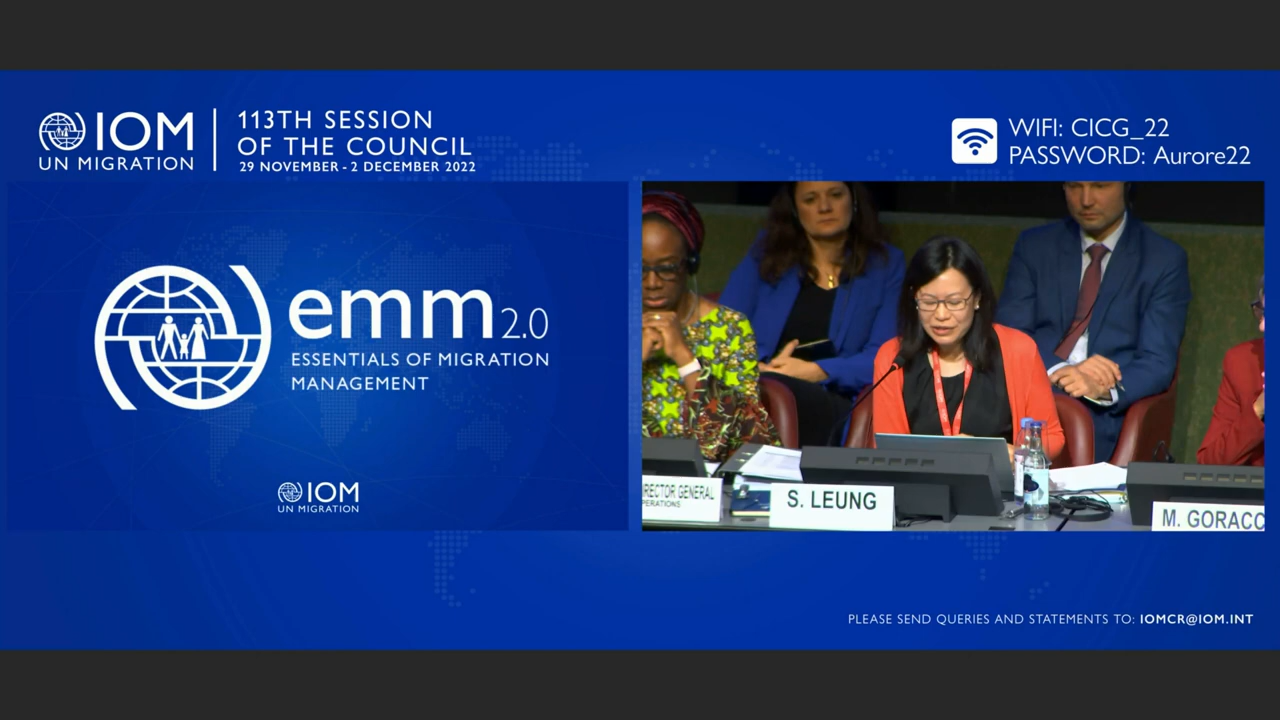 IOM
UN MIGRATION
113TH SESSION
OF THE COUNCIL
29 NOVEMBER - 2 DECEMBER 2022
WIFI: CICG_22
PASSWORD: Aurore22
emm2.0
ESSENTIALS OF MIGRATION
MANAGEMENT
IOM
UN MIGRATION
RECTOR GENERAL
PERATIONS
S. LEUNG
M. GORACC
PLEASE SEND QUERIES AND STATEMENTS TO: IOMCR@IOM.INT